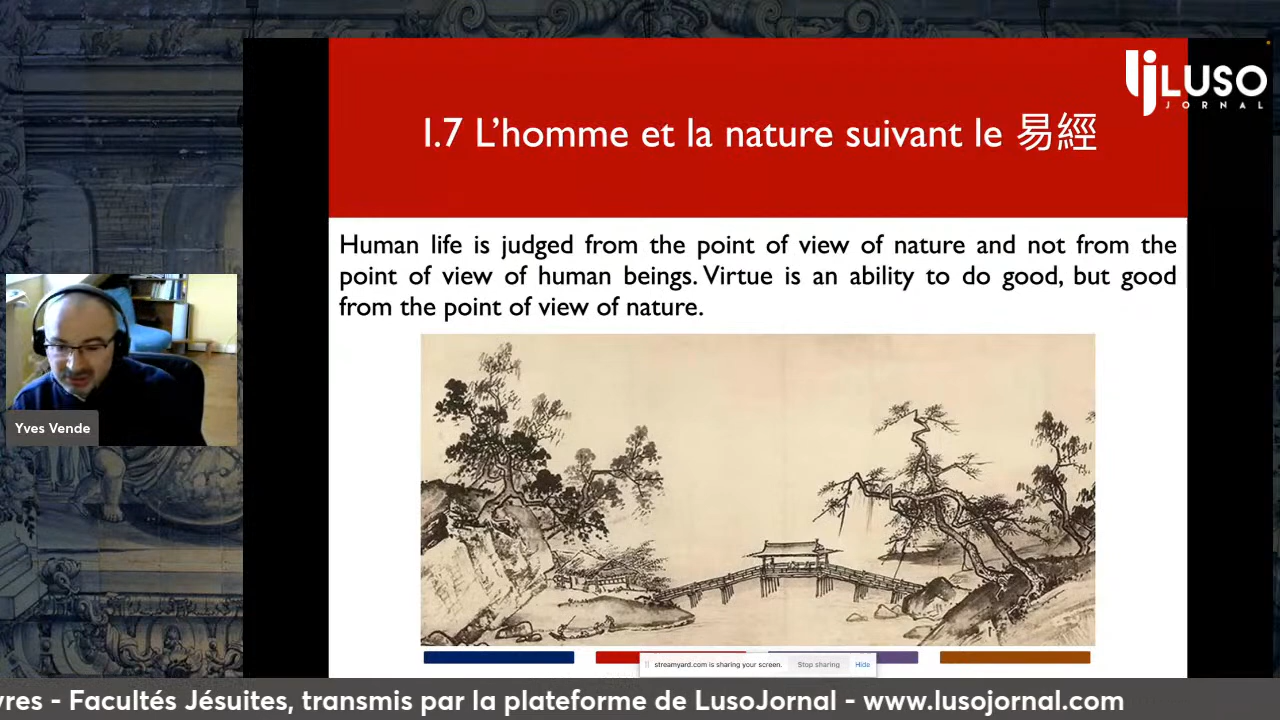 LUSO
JORNAL
1.7 L'homme et la nature suivant le 易經
Human life is judged from the point of view of nature and not from the
point of view of human beings. Virtue is an ability to do good, but good
from the point of view of nature.
Yves Vende
streamyard.com is sharing your screen. Stop sharing Hide
vres - Facultés Jésuites, transmis par la plateforme de LusoJornal - www.lusojornal.com